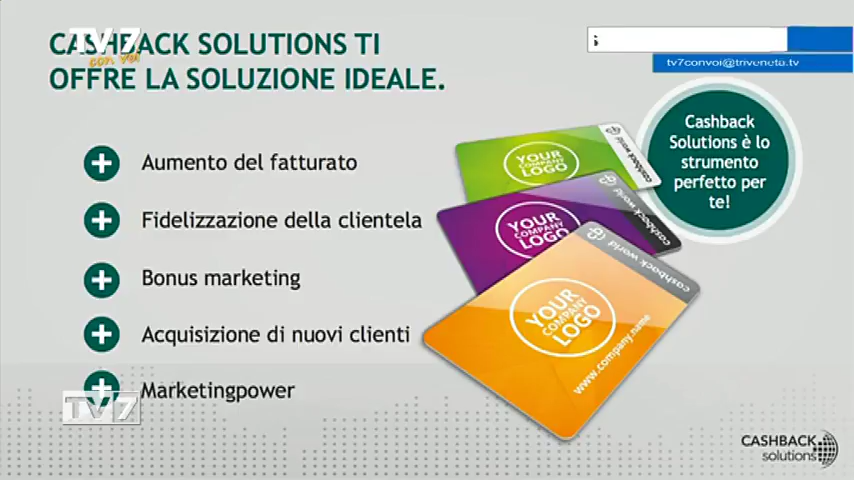 CASHBACK SOLUTIONS TI
OFFRE LA SOLUZIONE IDEALE.
TV7
con voi
s
tv7convoi@triveneta.tv
Cashback
Solutions è lo
strumento
perfetto per
te!
Aumento del fatturato
Fidelizzazione della clientela
Bonus marketing
Acquisizione di nuovi clienti
Marketingpower
YOUR
COMPANY
LOGO
cashback world
YOUR
COMPANY
LOGO
cashback world
YOUR
COMPANY
LOGO
cashback world
www.company.name
TV7
CASHBACK
solutions